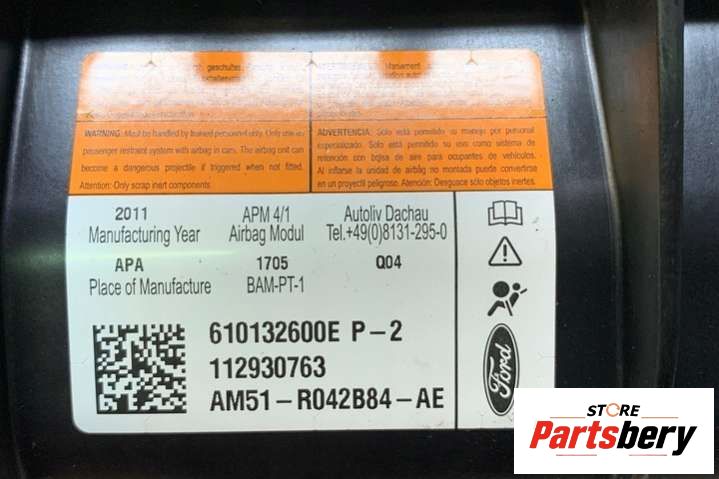 geschultes
Maniement
WARNING: Must be handled by trained personnel only. Only use as
passenger restraint system with airbag in cars. The airbag unit can
become a dangerous projectile if triggered when not fitted.
Attention: Only scrap inert components.
ADVERTENCIA: Solo está permitido su manejo por personal
especializado. Solo está permitido su uso como sistema de
retención con bolsa de aire para ocupantes de vehículos.
Al inflarse la unidad de airbag no montada puede convertirse
en un proyectil peligroso. Atención: Desguace solo objetos inertes.
2011 APM 4/1 Autoliv Dachau
Manufacturing Year Airbag Modul Tel.+49(0)8131-295-0
APA 1705 Q04
Place of Manufacture BAM-PT-1
610132600E P-2
112930763
AM51-R042B84-AE
Ford
STORE
Partsbery